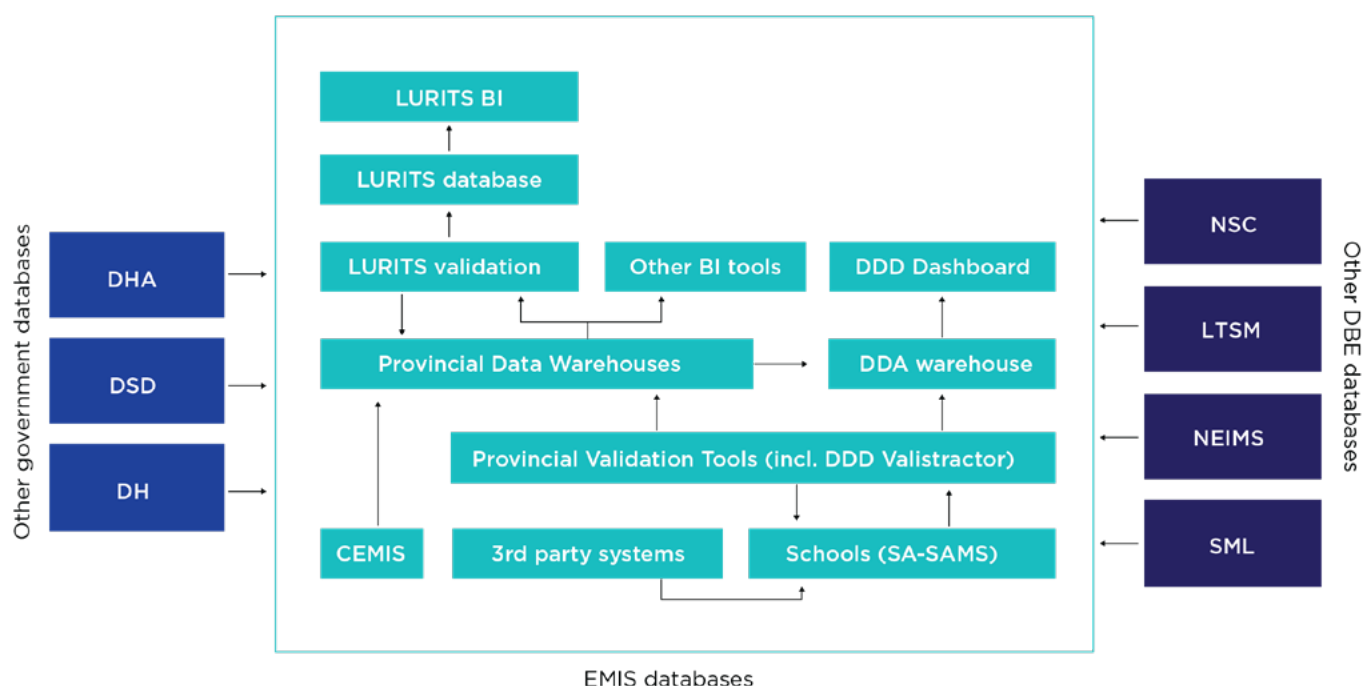 LURITS BI
LURITS database
LURITS validation
Other BI tools
DDD Dashboard
Provincial Data Warehouses
DDA warehouse
Provincial Validation Tools (incl. DDD Valistractor)
CEMIS
3rd party systems
Schools (SA-SAMS)
Other government databases
DHA
DSD
DH
NSC
LTSM
NEIMS
SML
Other DBE databases
EMIS databases